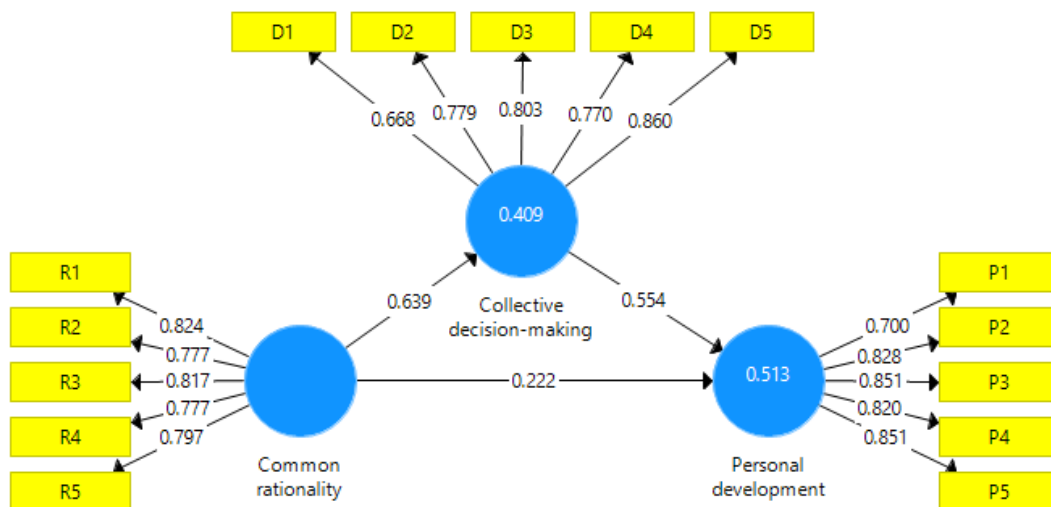 D1
D2
D3
D4
D5
0.668
0.779
0.803
0.770
0.860
0.409
Collective
decision-making
R1
R2
R3
R4
R5
0.824
0.777
0.817
0.777
0.797
0.639
0.554
0.222
Common
rationality
0.513
Personal
development
0.700
0.828
0.851
0.820
0.851
P1
P2
P3
P4
P5